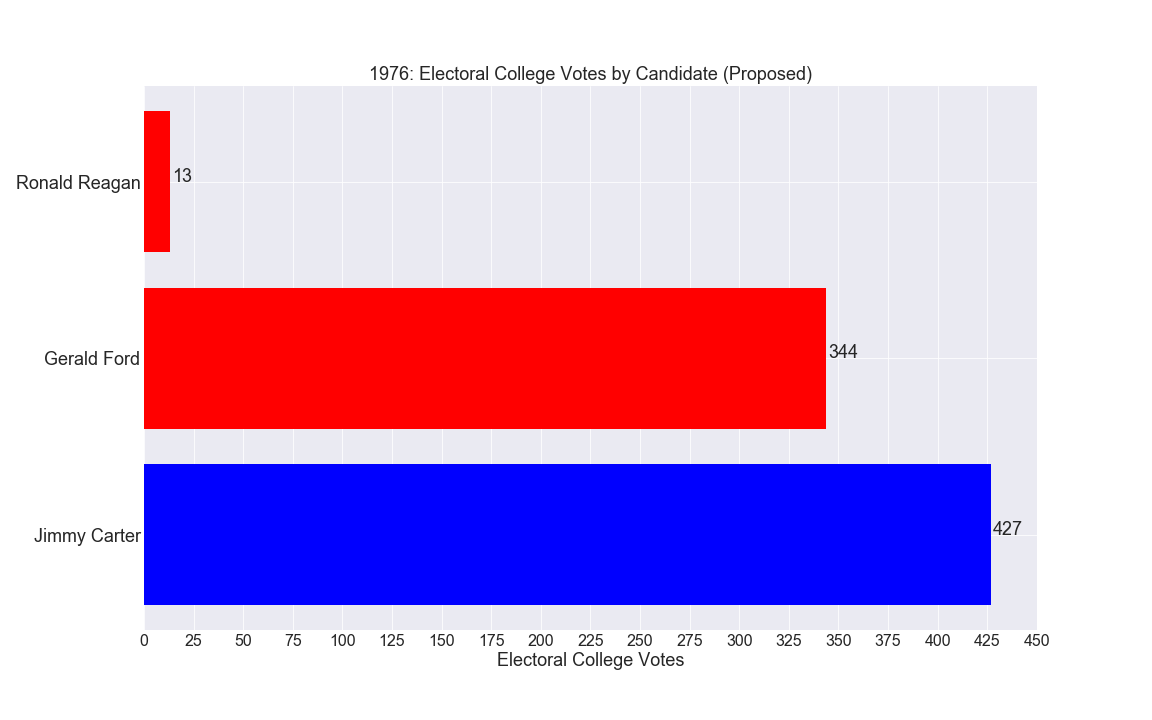 1976: Electoral College Votes by Candidate (Proposed)
Ronald Reagan
13
Gerald Ford
344
Jimmy Carter
427
0 25 50 75 100 125 150 175 200 225 250 275 300 325 350 375 400 425 450
Electoral College Votes